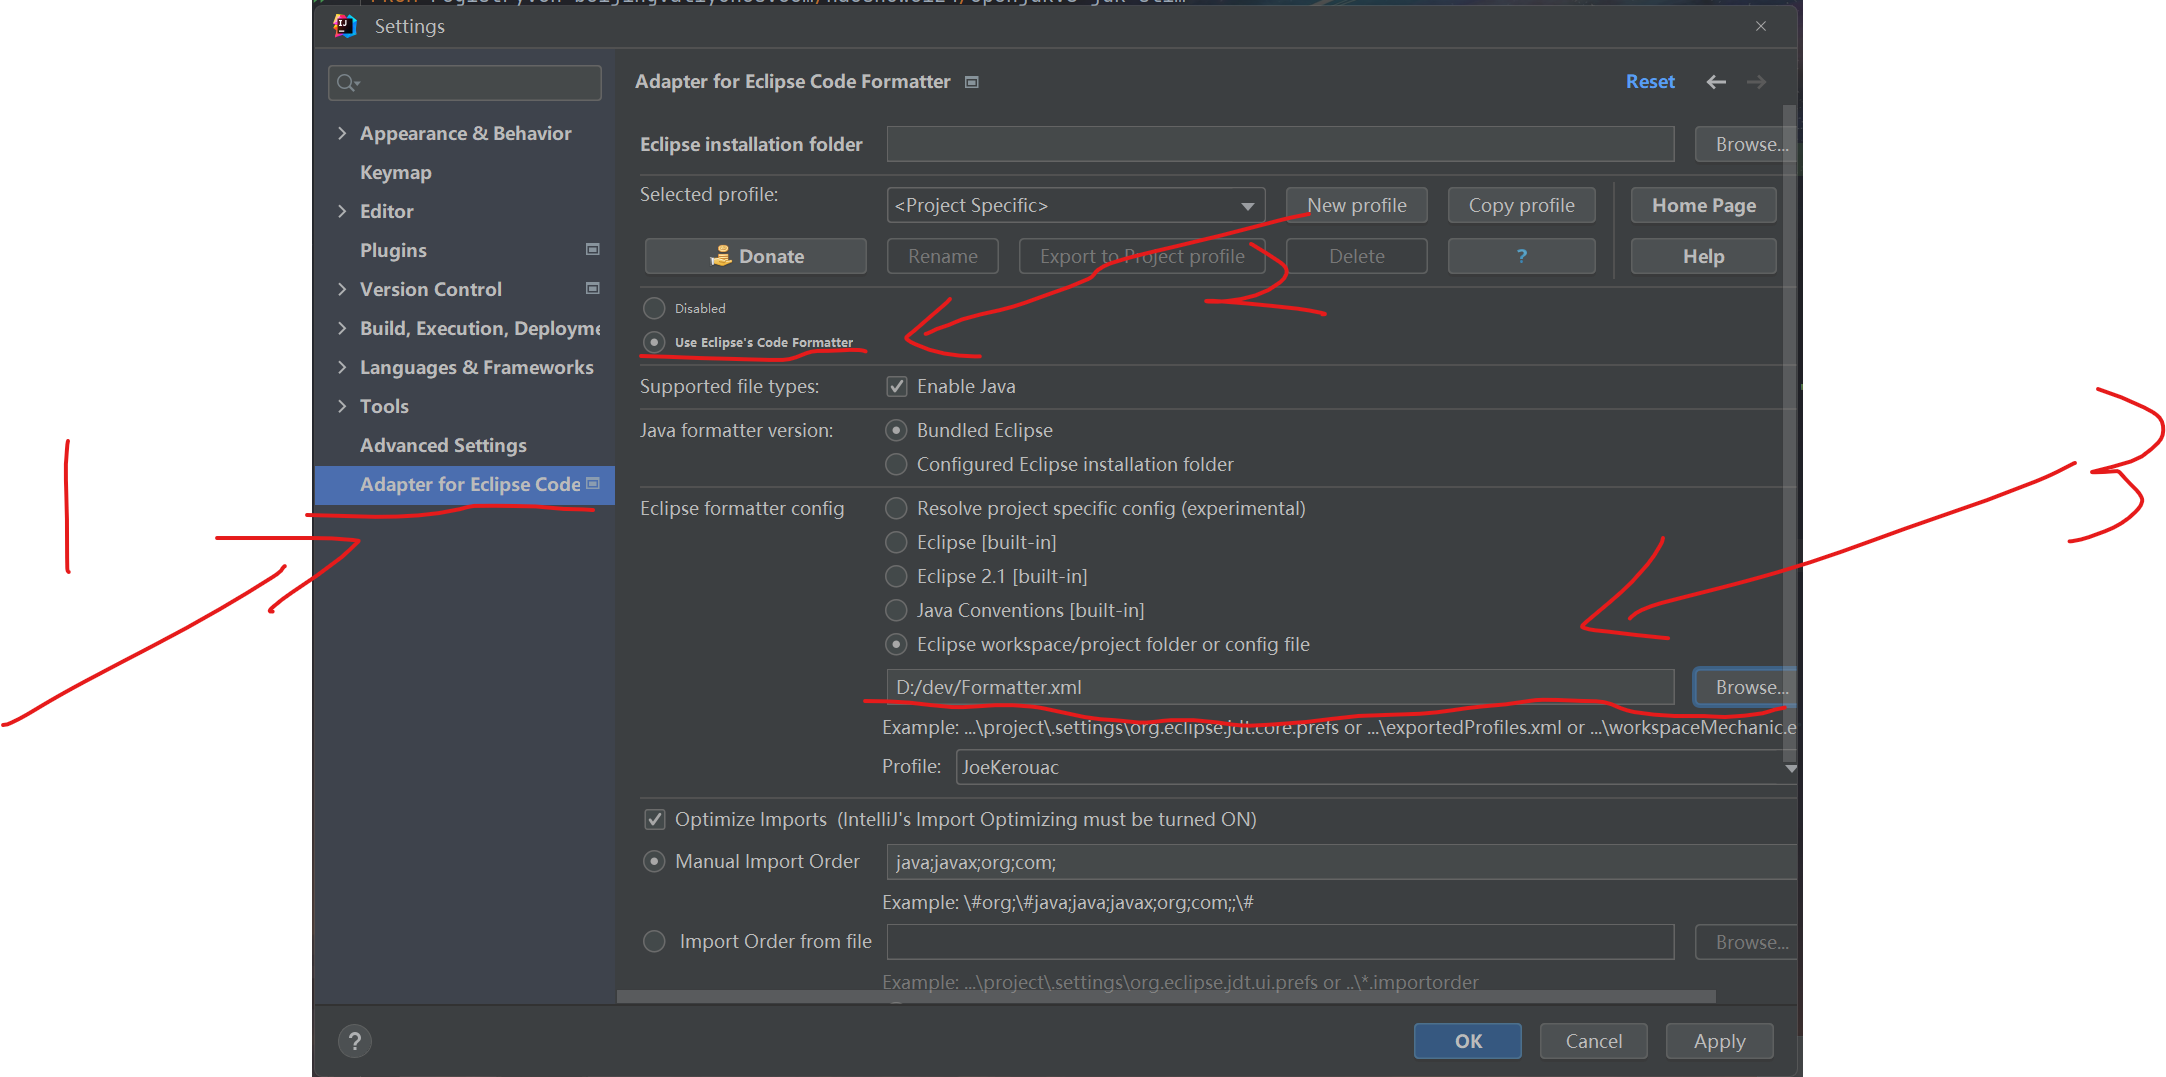 Settings
Adapter for Eclipse Code Formatter
Reset
Appearance & Behavior
Keymap
Editor
Plugins
Version Control
Build, Execution, Deployme
Languages & Frameworks
Tools
Advanced Settings
Adapter for Eclipse Code
Eclipse installation folder
Browse...
Selected profile:
<Project Specific>
New profile
Copy profile
Home Page
Donate
Rename
Export to Project profile
Delete
?
Help
Disabled
Use Eclipse's Code Formatter
Supported file types:
Enable Java
Java formatter version:
Bundled Eclipse
Configured Eclipse installation folder
Eclipse formatter config
Resolve project specific config (experimental)
Eclipse [built-in]
Eclipse 2.1 [built-in]
Java Conventions [built-in]
Eclipse workspace/project folder or config file
D:/dev/Formatter.xml
Browse...
Example: ...\project\.settings\org.eclipse.jdt.core.prefs or ...\exportedProfiles.xml or ...\workspaceMechanic.e
Profile:
JoeKerouac
Optimize Imports (IntelliJ's Import Optimizing must be turned ON)
Manual Import Order
java;javax;org;com;
Example: \#org;\#java;java;javax;org;com;;\#
Import Order from file
Browse...
Example: ...\project\.settings\org.eclipse.jdt.ui.prefs or ..\*.importorder
?
OK
Cancel
Apply
1
2
3